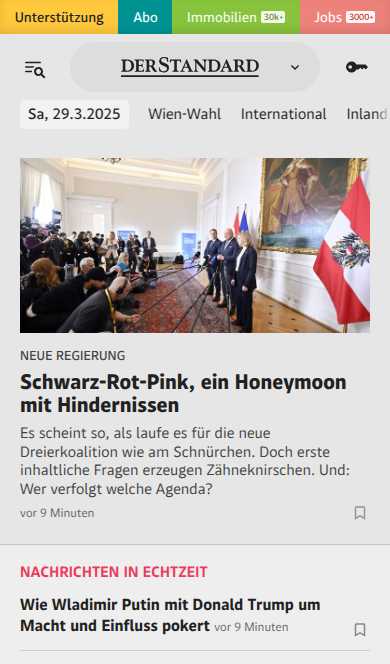 Unterstützung Abo Immobilien 30k+ Jobs 3000+
DERSTANDARD
Sa, 29.3.2025 Wien-Wahl International Inland
NEUE REGIERUNG
Schwarz-Rot-Pink, ein Honeymoon
mit Hindernissen
Es scheint so, als laufe es für die neue
Dreierkoalition wie am Schnürchen. Doch erste
inhaltliche Fragen erzeugen Zähneknirschen. Und:
Wer verfolgt welche Agenda?
vor 9 Minuten
NACHRICHTEN IN ECHTZEIT
Wie Wladimir Putin mit Donald Trump um
Macht und Einfluss pokert vor 9 Minuten